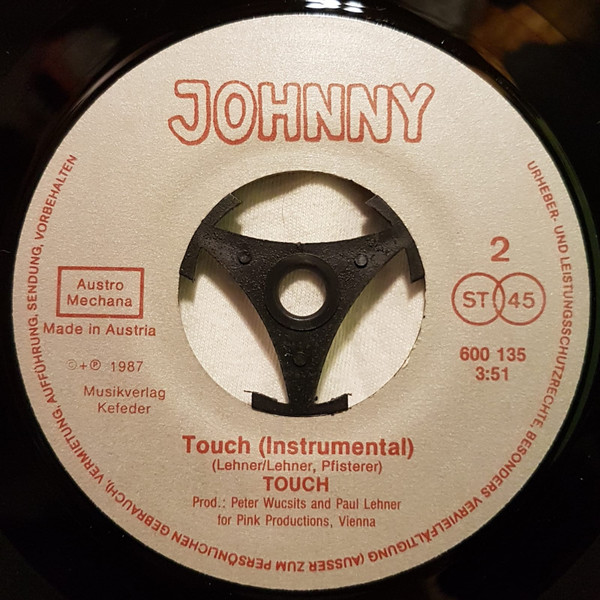 JOHNNY
URHEBER- UND LEISTUNGSSCHUTZRECHTE, BESONDERS VERVIELFÄLTIGUNG (AUSSER ZUM PERSÖNLICHEN GEBRAUCH), VERMIETUNG, AUFFÜHRUNG, SENDUNG, VORBEHALTEN
Austro
Mechana
Made in Austria
©+℗ 1987
Musikverlag
Kefeder
2
ST 45
600 135
3:51
Touch (Instrumental)
(Lehner/Lehner, Pfisterer)
TOUCH
Prod.: Peter Wucsits and Paul Lehner
for Pink Productions, Vienna